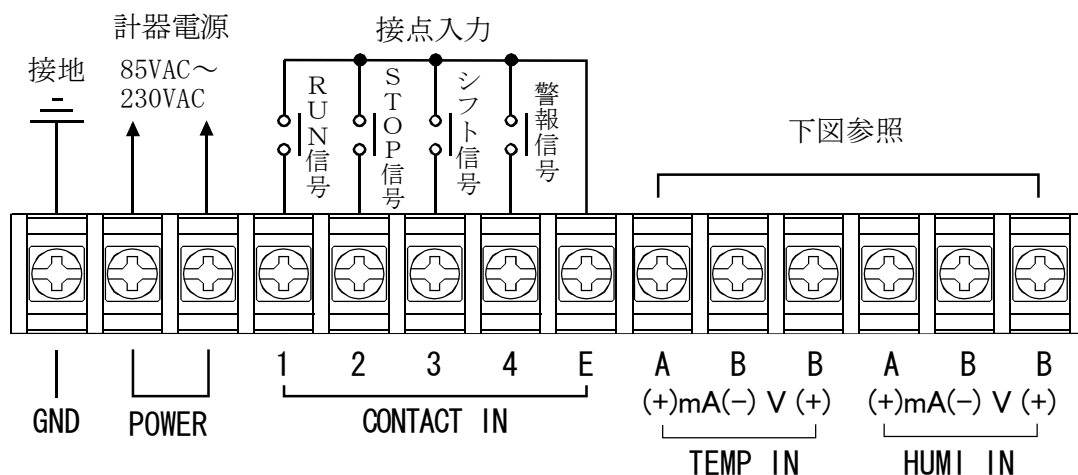 計器電源
接点入力
接地
85VAC～
230VAC
RUN信号
STOP信号
シフト信号
警報信号
下図参照
1 2 3 4 E A B B A B B
(+)mA(−) V (+) (+)mA(−) V (+)
GND POWER CONTACT IN
TEMP IN HUMI IN